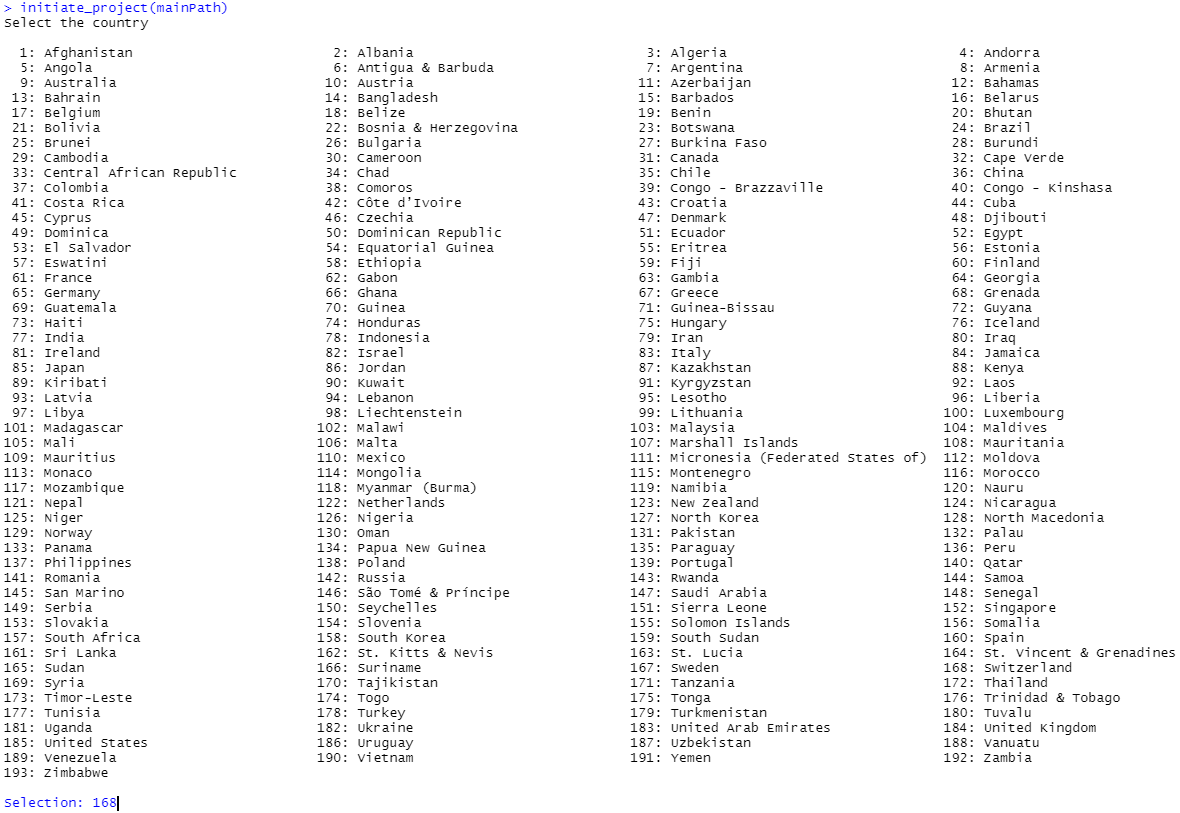 > initiate_project(mainPath)
Select the country
1: Afghanistan 2: Albania 3: Algeria 4: Andorra
5: Angola 6: Antigua & Barbuda 7: Argentina 8: Armenia
9: Australia 10: Austria 11: Azerbaijan 12: Bahamas
13: Bahrain 14: Bangladesh 15: Barbados 16: Belarus
17: Belgium 18: Belize 19: Benin 20: Bhutan
21: Bolivia 22: Bosnia & Herzegovina 23: Botswana 24: Brazil
25: Brunei 26: Bulgaria 27: Burkina Faso 28: Burundi
29: Cambodia 30: Cameroon 31: Canada 32: Cape Verde
33: Central African Republic 34: Chad 35: Chile 36: China
37: Colombia 38: Comoros 39: Congo - Brazzaville 40: Congo - Kinshasa
41: Costa Rica 42: Côte d'Ivoire 43: Croatia 44: Cuba
45: Cyprus 46: Czechia 47: Denmark 48: Djibouti
49: Dominica 50: Dominican Republic 51: Ecuador 52: Egypt
53: El Salvador 54: Equatorial Guinea 55: Eritrea 56: Estonia
57: Eswatini 58: Ethiopia 59: Fiji 60: Finland
61: France 62: Gabon 63: Gambia 64: Georgia
65: Germany 66: Ghana 67: Greece 68: Grenada
69: Guatemala 70: Guinea 71: Guinea-Bissau 72: Guyana
73: Haiti 74: Honduras 75: Hungary 76: Iceland
77: India 78: Indonesia 79: Iran 80: Iraq
81: Ireland 82: Israel 83: Italy 84: Jamaica
85: Japan 86: Jordan 87: Kazakhstan 88: Kenya
89: Kiribati 90: Kuwait 91: Kyrgyzstan 92: Laos
93: Latvia 94: Lebanon 95: Lesotho 96: Liberia
97: Libya 98: Liechtenstein 99: Lithuania 100: Luxembourg
101: Madagascar 102: Malawi 103: Malaysia 104: Maldives
105: Mali 106: Malta 107: Marshall Islands 108: Mauritania
109: Mauritius 110: Mexico 111: Micronesia (Federated States of) 112: Moldova
113: Monaco 114: Mongolia 115: Montenegro 116: Morocco
117: Mozambique 118: Myanmar (Burma) 119: Namibia 120: Nauru
121: Nepal 122: Netherlands 123: New Zealand 124: Nicaragua
125: Niger 126: Nigeria 127: North Korea 128: North Macedonia
129: Norway 130: Oman 131: Pakistan 132: Palau
133: Panama 134: Papua New Guinea 135: Paraguay 136: Peru
137: Philippines 138: Poland 139: Portugal 140: Qatar
141: Romania 142: Russia 143: Rwanda 144: Samoa
145: San Marino 146: São Tomé & Príncipe 147: Saudi Arabia 148: Senegal
149: Serbia 150: Seychelles 151: Sierra Leone 152: Singapore
153: Slovakia 154: Slovenia 155: Solomon Islands 156: Somalia
157: South Africa 158: South Korea 159: South Sudan 160: Spain
161: Sri Lanka 162: St. Kitts & Nevis 163: St. Lucia 164: St. Vincent & Grenadines
165: Sudan 166: Suriname 167: Sweden 168: Switzerland
169: Syria 170: Tajikistan 171: Tanzania 172: Thailand
173: Timor-Leste 174: Togo 175: Tonga 176: Trinidad & Tobago
177: Tunisia 178: Turkey 179: Turkmenistan 180: Tuvalu
181: Uganda 182: Ukraine 183: United Arab Emirates 184: United Kingdom
185: United States 186: Uruguay 187: Uzbekistan 188: Vanuatu
189: Venezuela 190: Vietnam 191: Yemen 192: Zambia
193: Zimbabwe
Selection: 168